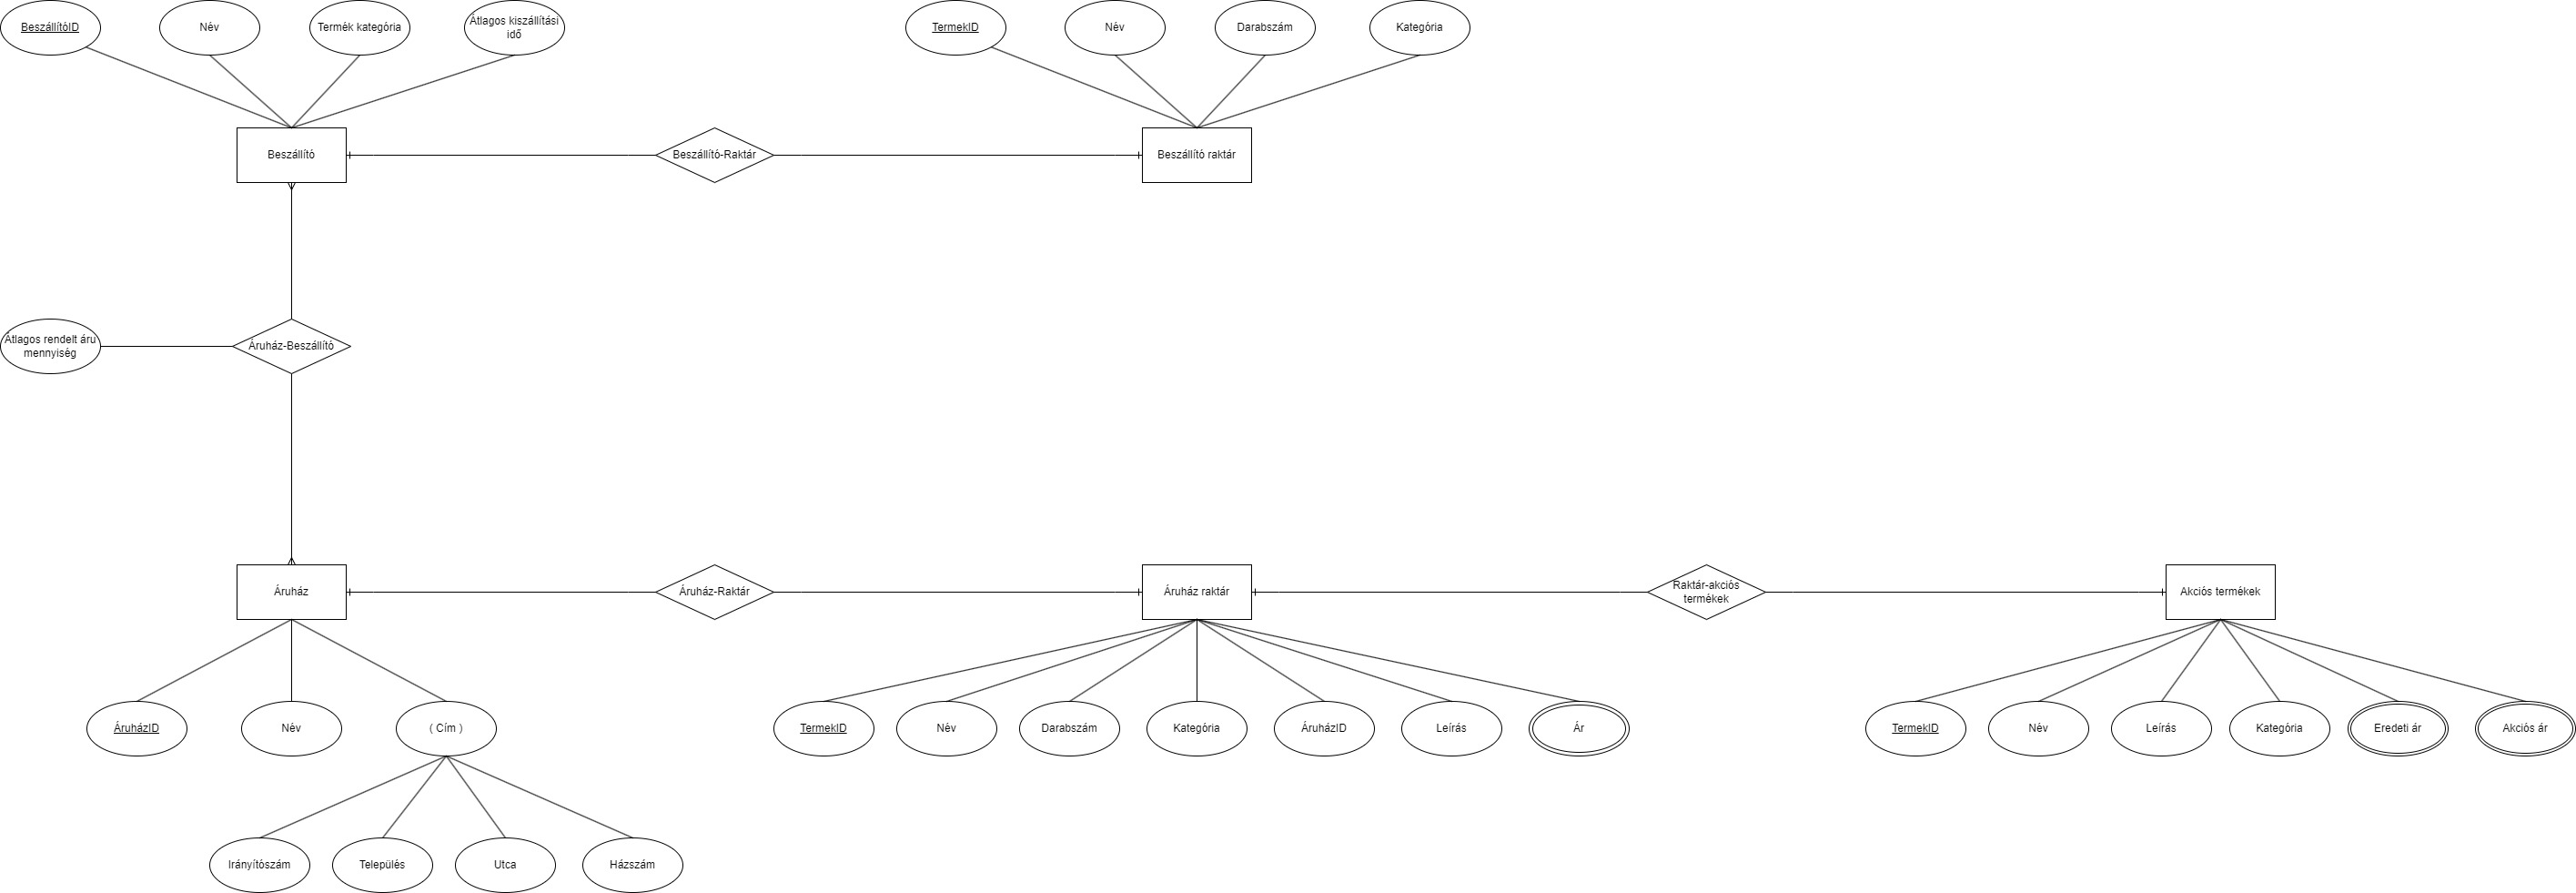 BeszállítóID
Név
Termék kategória
Átlagos kiszállítási
idő
TermekID
Név
Darabszám
Kategória
Beszállító
Beszállító-Raktár
Beszállító raktár
Átlagos rendelt áru
mennyiség
Áruház-Beszállító
Áruház
Áruház-Raktár
Áruház raktár
Raktár-akciós
termékek
Akciós termékek
ÁruházID
Név
( Cím )
TermekID
Név
Darabszám
Kategória
ÁruházID
Leírás
Ár
TermekID
Név
Leírás
Kategória
Eredeti ár
Akciós ár
Irányítószám
Település
Utca
Házszám